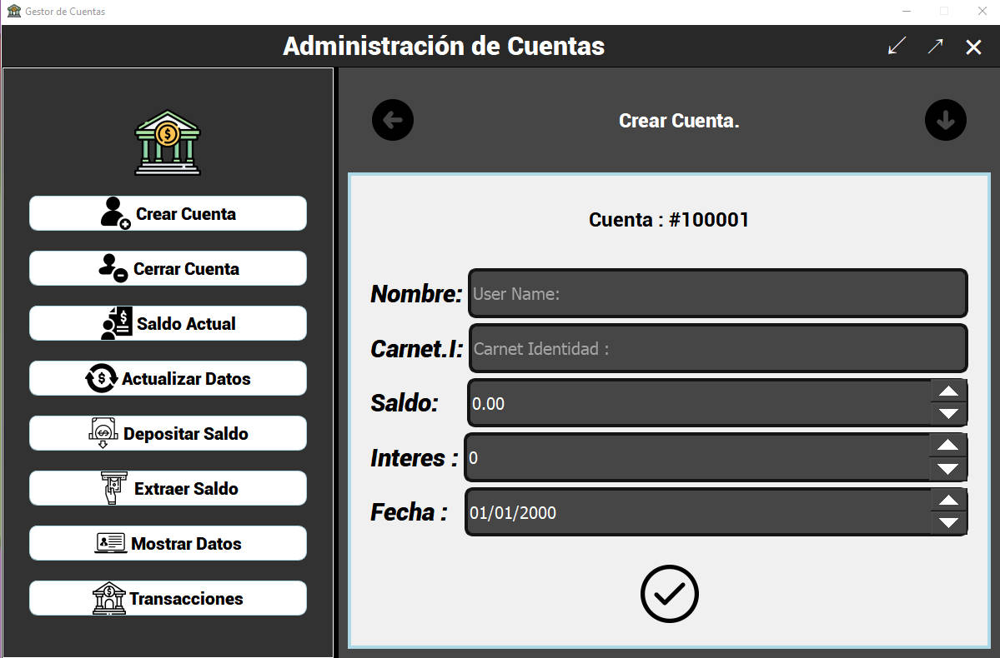 Gestor de Cuentas
Administración de Cuentas
Crear Cuenta
Cerrar Cuenta
Saldo Actual
Actualizar Datos
Depositar Saldo
Extraer Saldo
Mostrar Datos
Transacciones
Crear Cuenta.
Cuenta : #100001
Nombre: User Name:
Carnet.I: Carnet Identidad :
Saldo: 0.00
Interes : 0
Fecha : 01/01/2000